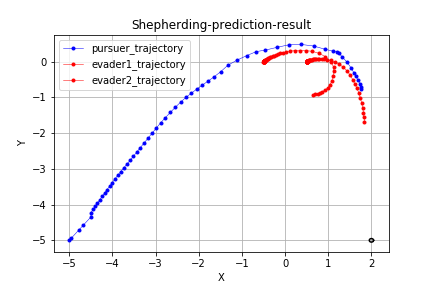 Shepherding-prediction-result
pursuer_trajectory
evader1_trajectory
evader2_trajectory
Y
0
−1
−2
−3
−4
−5
−5 −4 −3 −2 −1 0 1 2
X